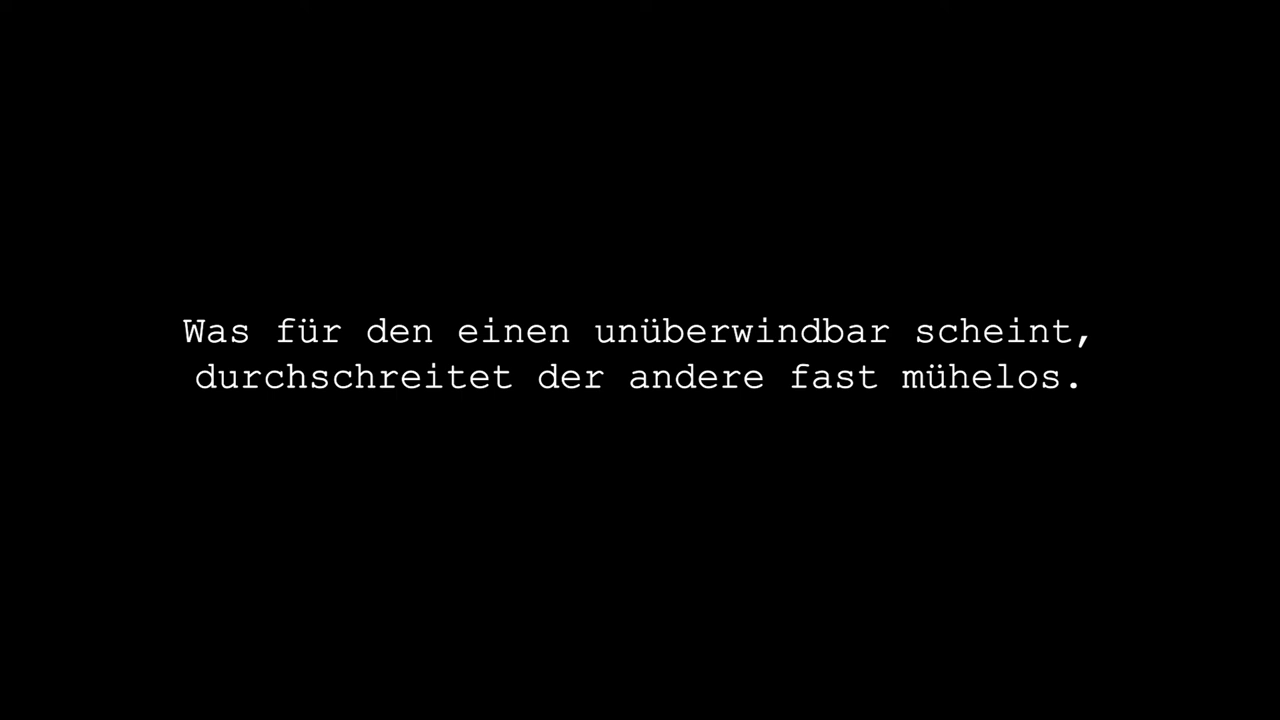 Was für den einen unüberwindbar scheint,
durchschreitet der andere fast mühelos.